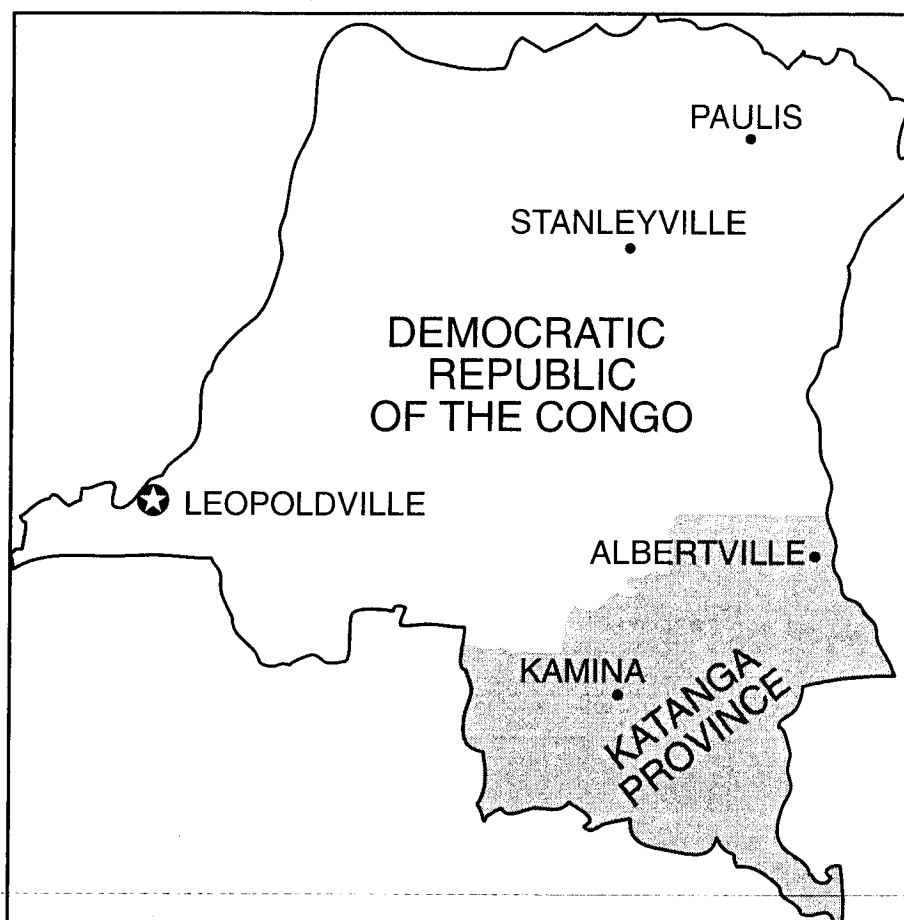 PAULIS
STANLEYVILLE
DEMOCRATIC
REPUBLIC
OF THE CONGO
LEOPOLDVILLE
ALBERTVILLE
KAMINA
KATANGA
PROVINCE